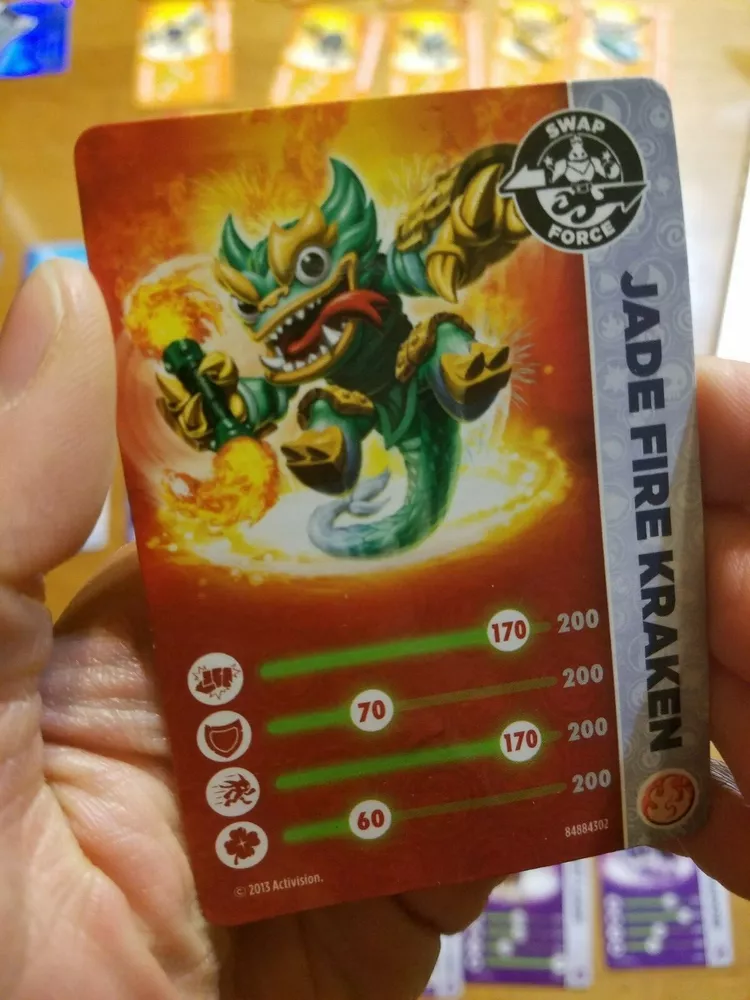 SWAP
FORCE
JADE FIRE KRAKEN
170 200
70 200
170 200
60 200
84884302
© 2013 Activision.